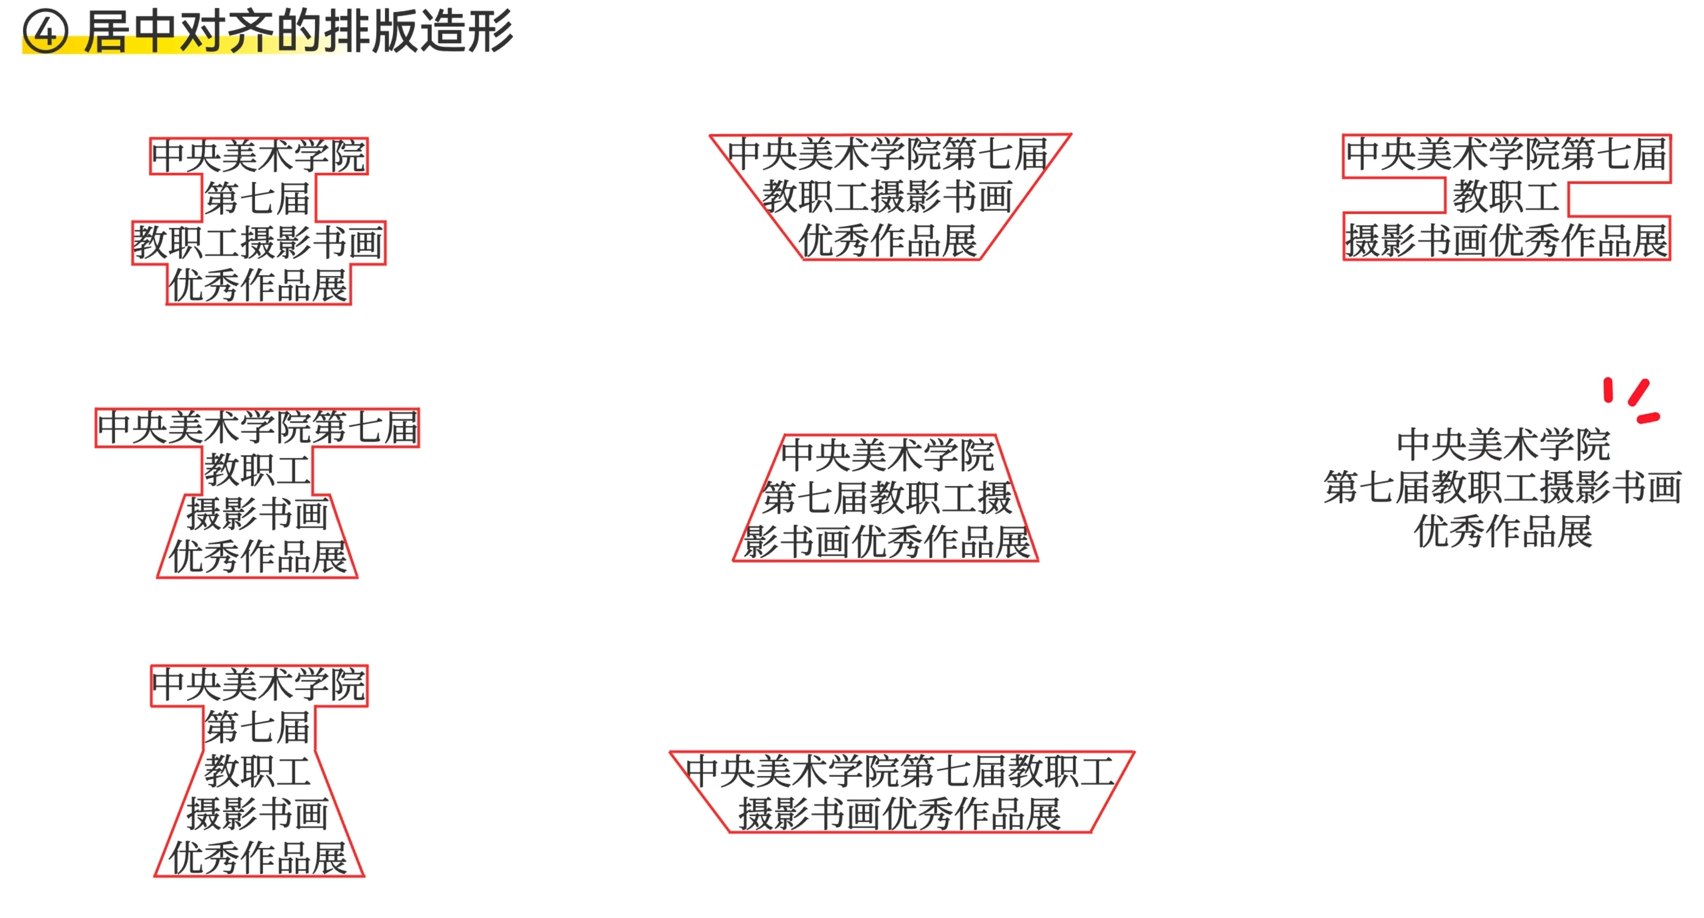 ④ 居中对齐的排版造形
中央美术学院
第七届
教职工摄影书画
优秀作品展
中央美术学院第七届
教职工摄影书画
优秀作品展
中央美术学院第七届
教职工
摄影书画优秀作品展
中央美术学院第七届
教职工
摄影书画
优秀作品展
中央美术学院
第七届教职工摄
影书画优秀作品展
中央美术学院
第七届教职工摄影书画
优秀作品展
中央美术学院
第七届
教职工
摄影书画
优秀作品展
中央美术学院第七届教职工
摄影书画优秀作品展